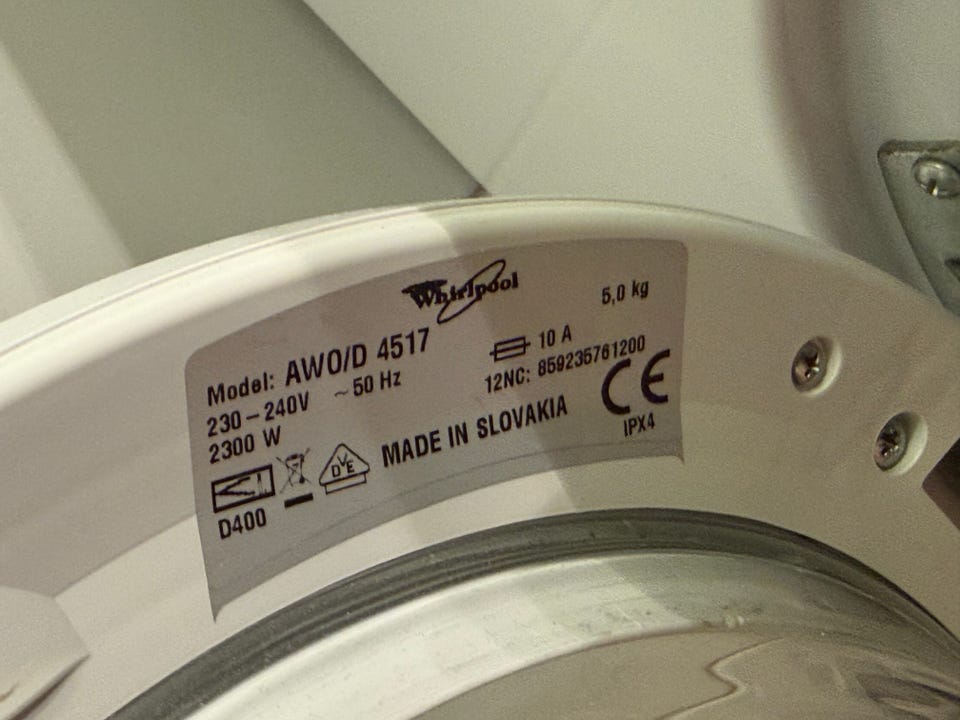 Whirlpool
5,0 kg
Model: AWO/D 4517
230-240V ~50 Hz
2300 W
10 A
12NC: 859235761200
CE
IPX4
DVE
MADE IN SLOVAKIA
D400